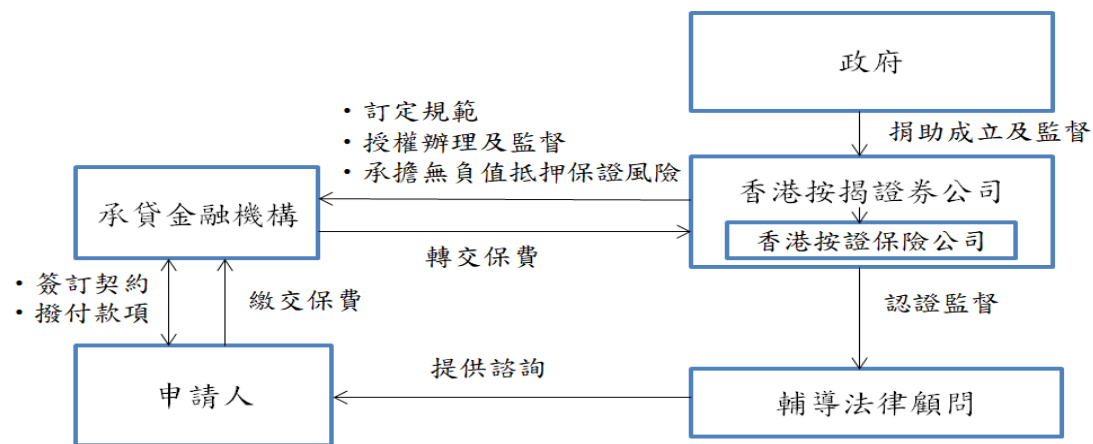 政府
・訂定規範
・授權辦理及監督
・承擔無負值抵押保證風險
捐助成立及監督
承貸金融機構
香港按揭證券公司
香港按證保險公司
轉交保費
・簽訂契約
・撥付款項
繳交保費
認證監督
提供諮詢
申請人
輔導法律顧問